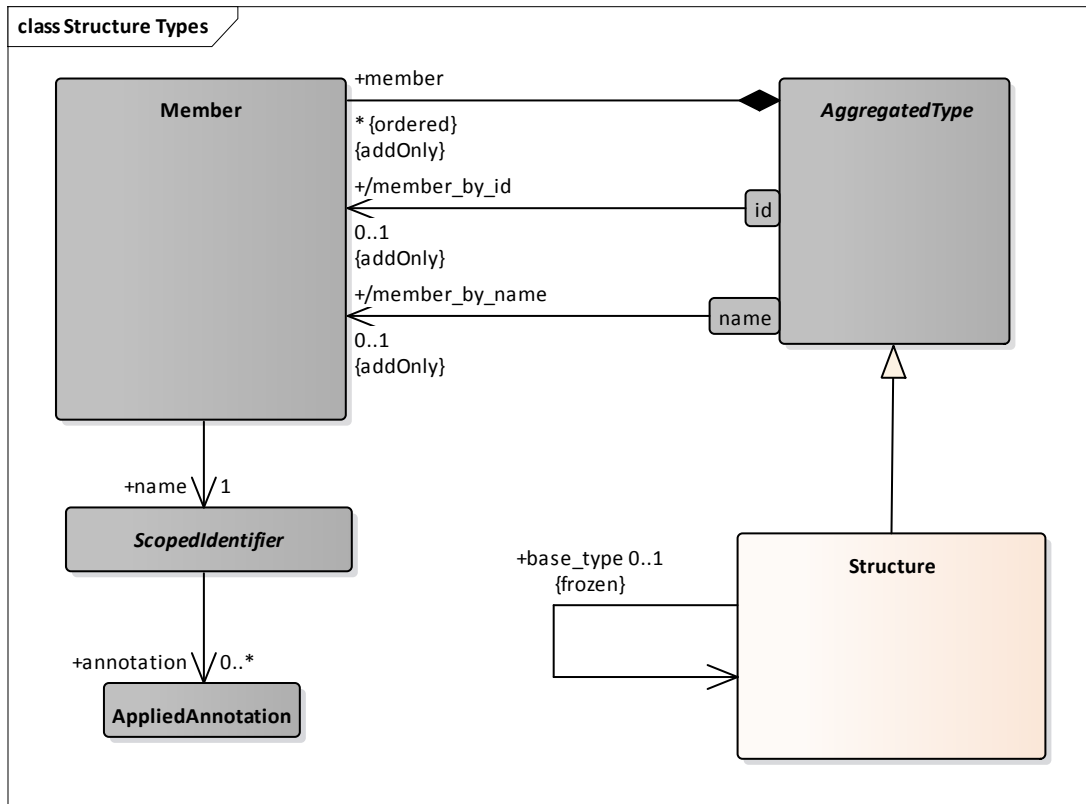 class Structure Types
Member
+member
AggregatedType
* {ordered}
{addOnly}
+/member_by_id
id
0..1
{addOnly}
+/member_by_name
name
0..1
{addOnly}
+name 1
ScopedIdentifier
+base_type 0..1
{frozen}
Structure
+annotation 0..*
AppliedAnnotation